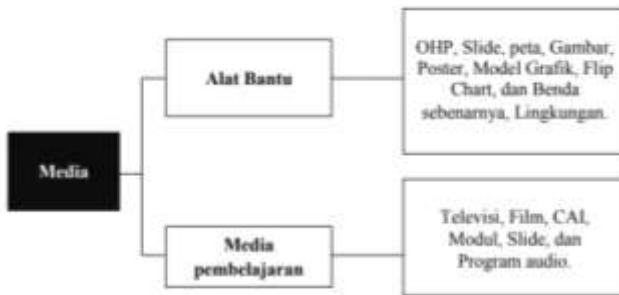 Media
Alat Bantu
OHP, Slide, peta, Gambar,
Poster, Model Grafik, Flip
Chart, dan Benda
sebenarnya, Lingkungan.
Media
pembelajaran
Televisi, Film, CAI,
Modul, Slide, dan
Program audio.